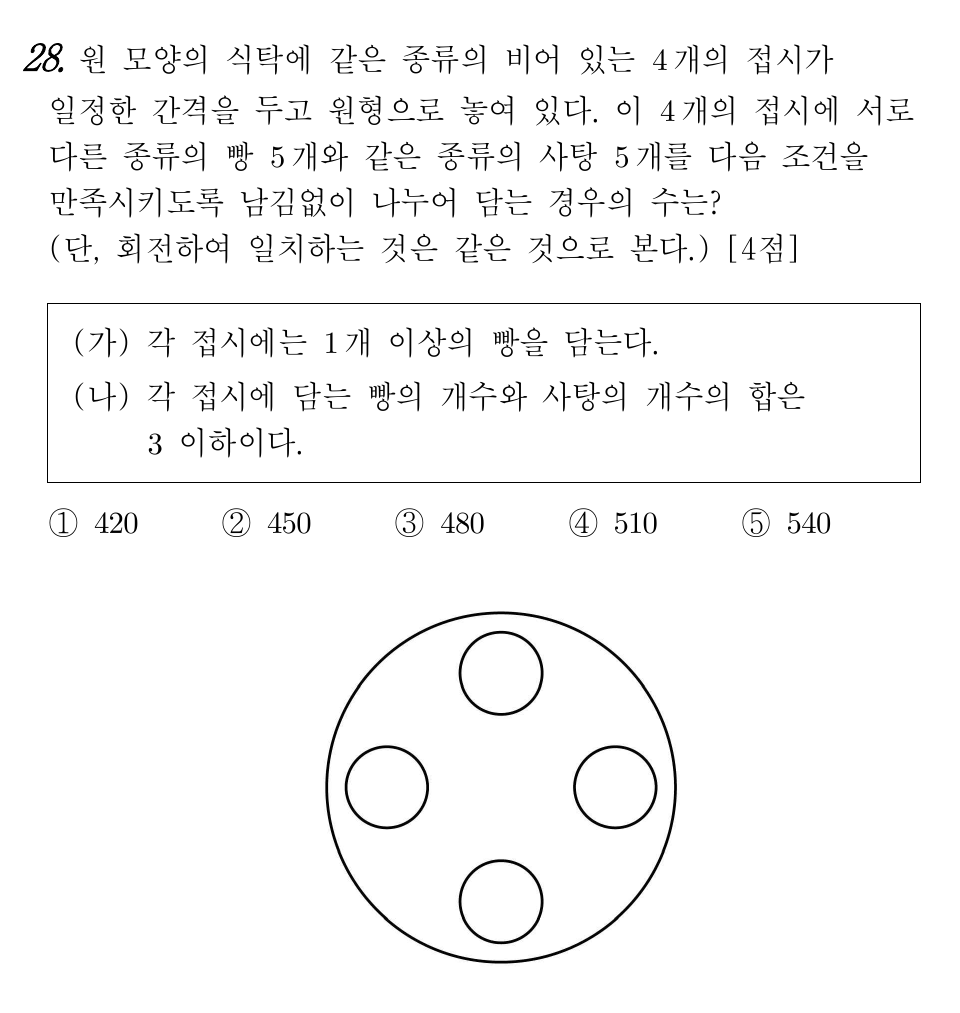 28. 원 모양의 식탁에 같은 종류의 비어 있는 4개의 접시가
일정한 간격을 두고 원형으로 놓여 있다. 이 4개의 접시에 서로
다른 종류의 빵 5개와 같은 종류의 사탕 5개를 다음 조건을
만족시키도록 남김없이 나누어 담는 경우의 수는?
(단, 회전하여 일치하는 것은 같은 것으로 본다.) [4점]
(가) 각 접시에는 1개 이상의 빵을 담는다.
(나) 각 접시에 담는 빵의 개수와 사탕의 개수의 합은
3 이하이다.
① 420 ② 450 ③ 480 ④ 510 ⑤ 540